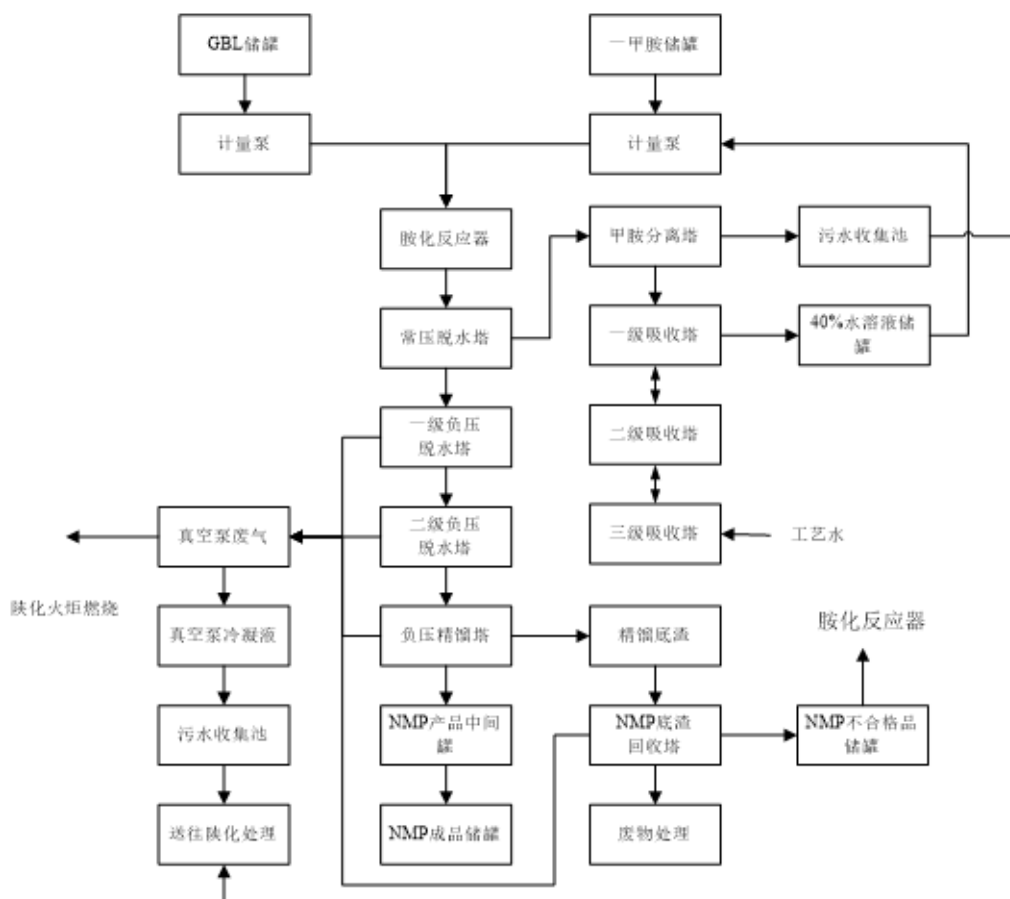 GBL储罐
一甲胺储罐
计量泵
计量泵
胺化反应器
甲胺分离塔
污水收集池
常压脱水塔
一级吸收塔
40%水溶液储
罐
一级负压
脱水塔
二级吸收塔
真空泵废气
二级负压
脱水塔
三级吸收塔
工艺水
陕化火炬燃烧
真空泵冷凝液
负压精馏塔
精馏底渣
胺化反应器
污水收集池
NMP产品中间
罐
NMP底渣
回收塔
NMP不合格品
储罐
送往陕化处理
NMP成品储罐
废物处理